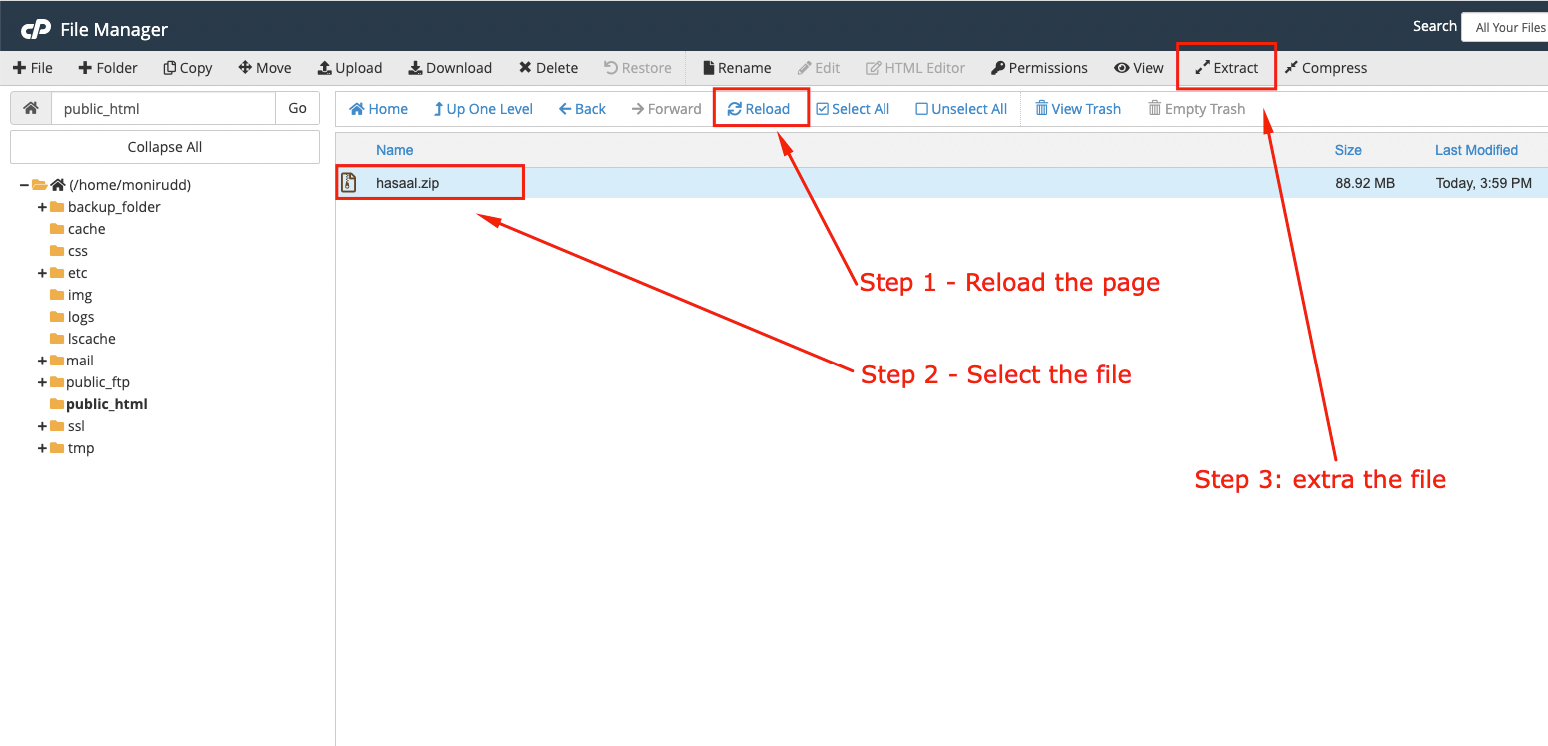 cP File Manager
Search All Your Files
File Folder Copy Move Upload Download Delete Restore Rename Edit HTML Editor Permissions View Extract Compress
public_html Go
Home Up One Level Back Forward Reload Select All Unselect All View Trash Empty Trash
Collapse All
Name Size Last Modified
hasaal.zip 88.92 MB Today, 3:59 PM
(/home/monirudd)
backup_folder
cache
css
etc
img
logs
lscache
mail
public_ftp
public_html
ssl
tmp
Step 1 - Reload the page
Step 2 - Select the file
Step 3: extra the file